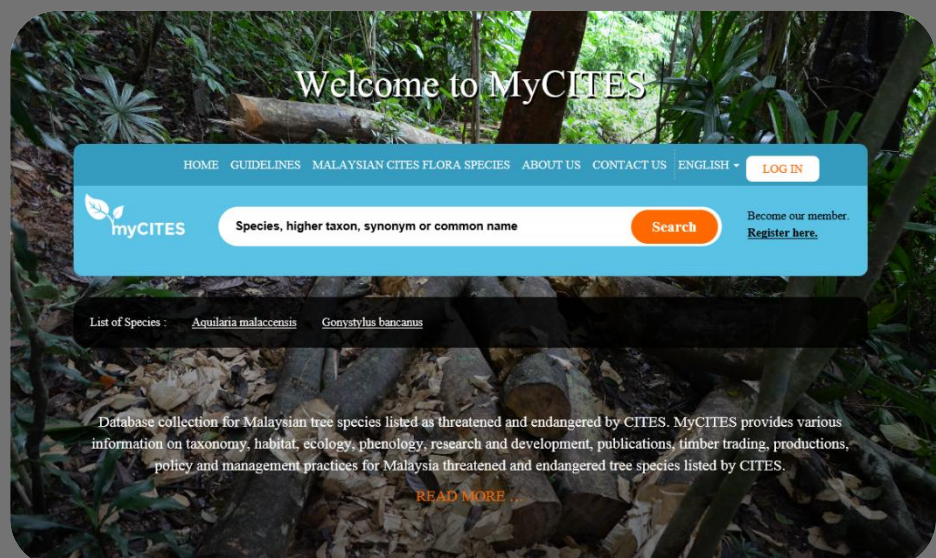 Welcome to MyCITES
HOME GUIDELINES MALAYSIAN CITES FLORA SPECIES ABOUT US CONTACT US ENGLISH LOG IN
myCITES
Species, higher taxon, synonym or common name
Search
Become our member.
Register here.
List of Species : Aquilaria malaccensis Gonystylus bancanus
Database collection for Malaysian tree species listed as threatened and endangered by CITES. MyCITES provides various
information on taxonomy, habitat, ecology, phenology, research and development, publications, timber trading, productions,
policy and management practices for Malaysia threatened and endangered tree species listed by CITES.
READ MORE ...